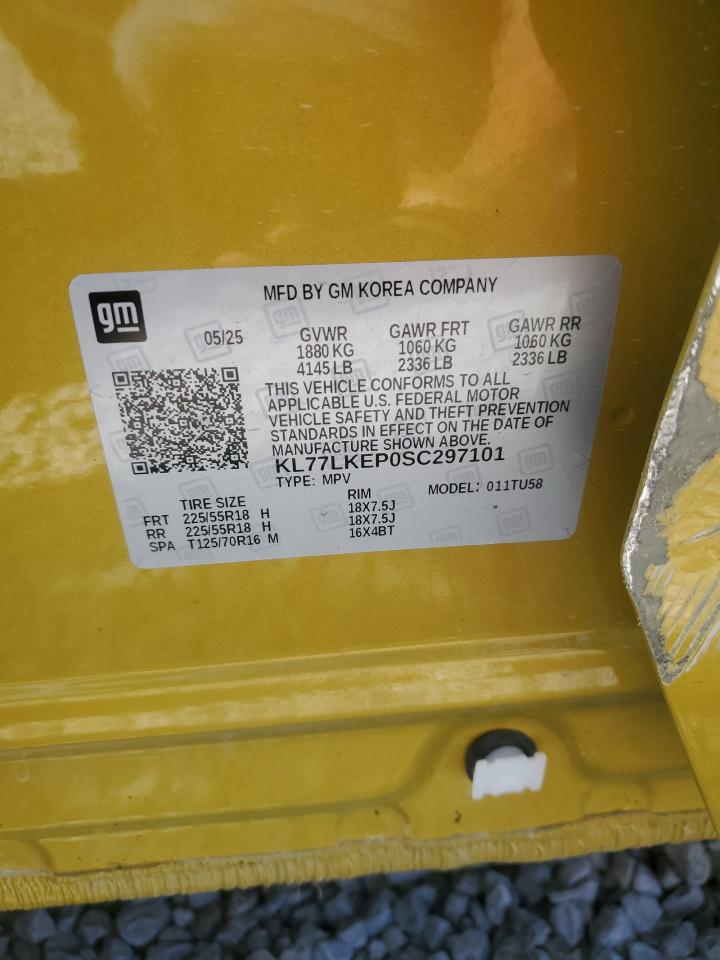 gm
MFD BY GM KOREA COMPANY
05/25
GVWR GAWR FRT GAWR RR
1880 KG 1060 KG 1060 KG
4145 LB 2336 LB 2336 LB
THIS VEHICLE CONFORMS TO ALL
APPLICABLE U.S. FEDERAL MOTOR
VEHICLE SAFETY AND THEFT PREVENTION
STANDARDS IN EFFECT ON THE DATE OF
MANUFACTURE SHOWN ABOVE.
KL77LKEP0SC297101
TYPE: MPV MODEL: 011TU58
TIRE SIZE RIM
FRT 225/55R18 H 18X7.5J
RR 225/55R18 H 18X7.5J
SPA T125/70R16 M 16X4BT